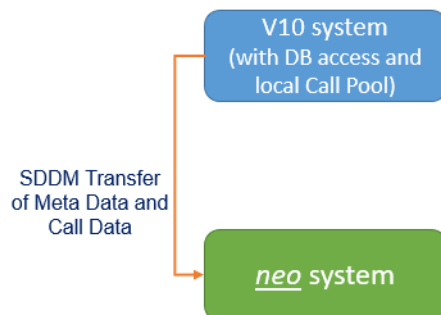 V10 system
(with DB access and
local Call Pool)
SDDM Transfer
of Meta Data and
Call Data
neo system